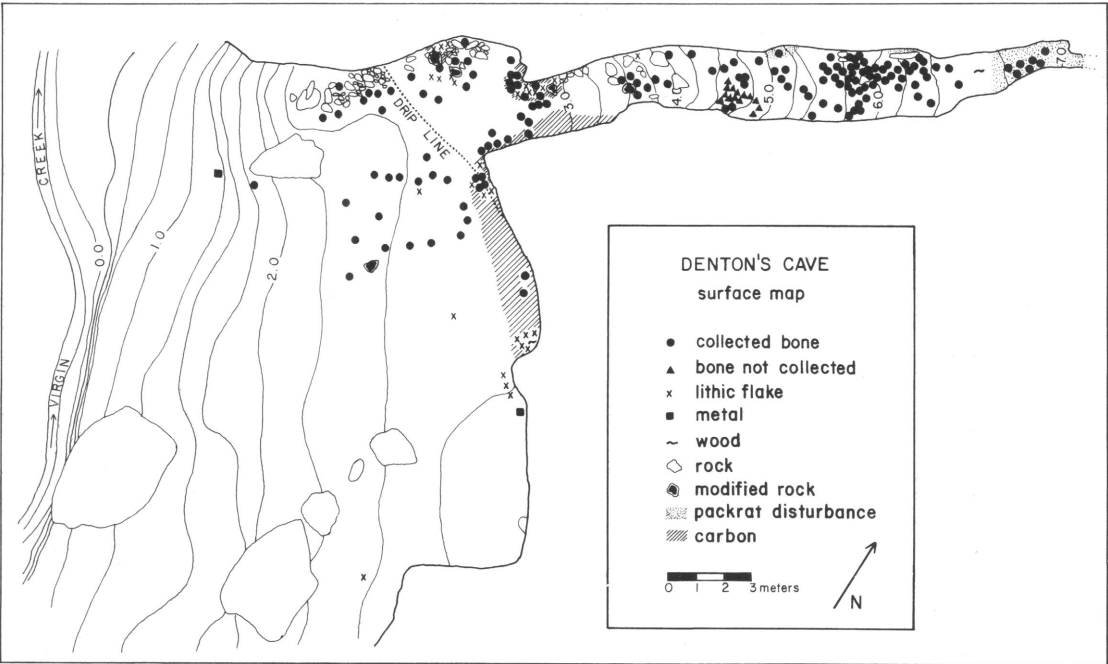 VIRGIN CREEK
0.0
1.0
2.0
DRIP LINE
3.0
4.0
5.0
6.0
7.0
DENTON'S CAVE
surface map
collected bone
bone not collected
lithic flake
metal
wood
rock
modified rock
packrat disturbance
carbon
0 1 2 3 meters
N